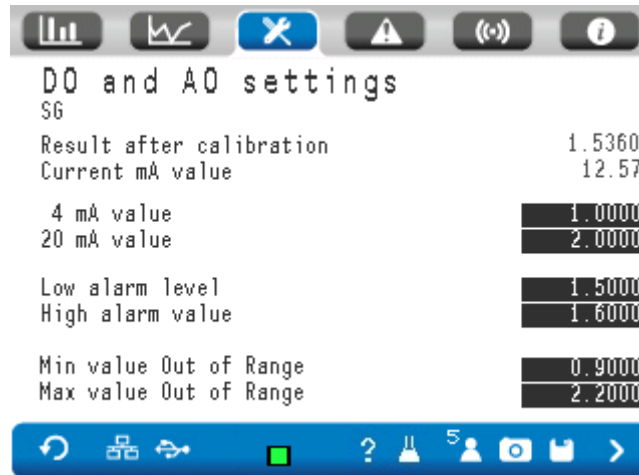 DO and AO settings
SG
Result after calibration 1.5360
Current mA value 12.57
4 mA value 1.0000
20 mA value 2.0000
Low alarm level 1.5000
High alarm value 1.6000
Min value Out of Range 0.9000
Max value Out of Range 2.2000
? 5